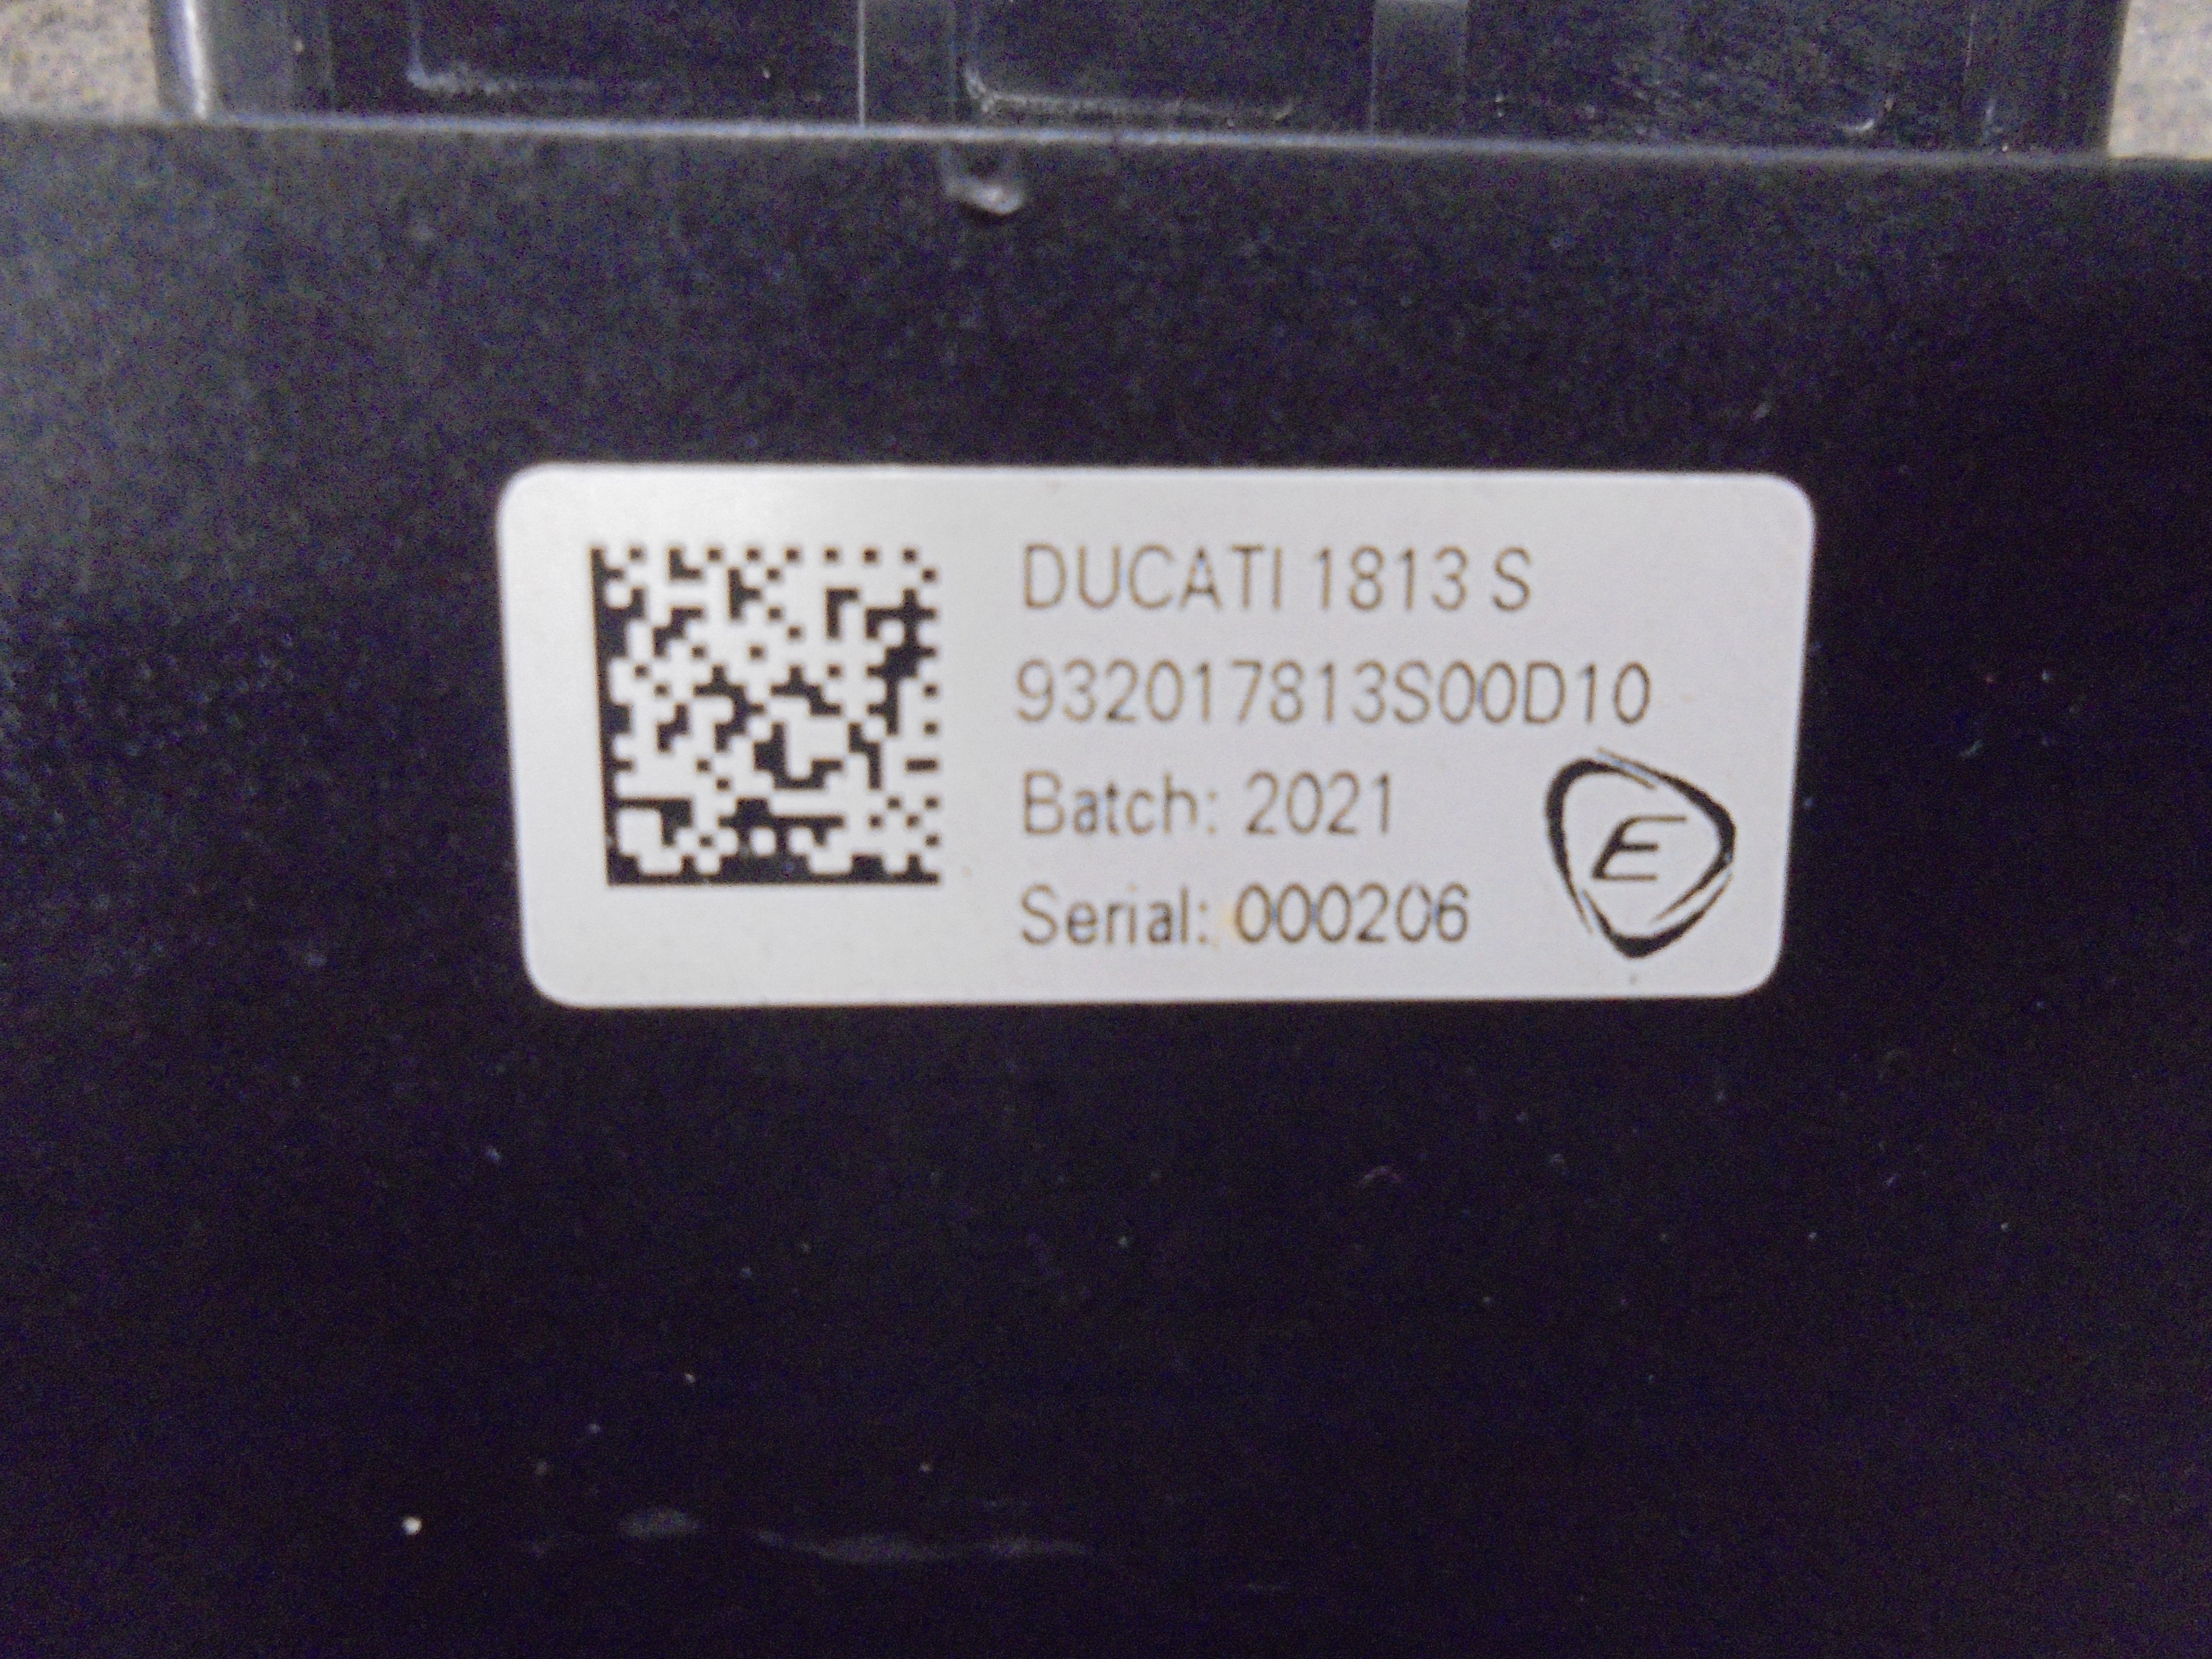 DUCATI 1813 S
932017813S00D10
Batch: 2021
E
Serial: 000206